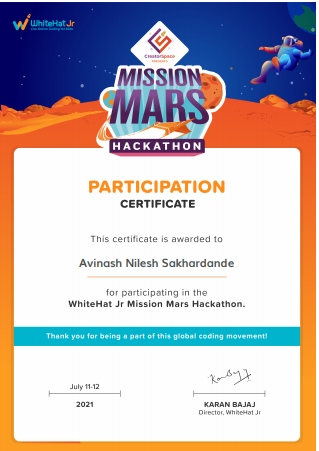 WhiteHat Jr
Live Online Coding for Kids
CreatorSpace
PRESENTS
MISSION
MARS
HACKATHON
PARTICIPATION
CERTIFICATE
This certificate is awarded to
Avinash Nilesh Sakhardande
for participating in the
WhiteHat Jr Mission Mars Hackathon.
Thank you for being a part of this global coding movement!
July 11-12
2021
KARAN BAJAJ
Director, WhiteHat Jr